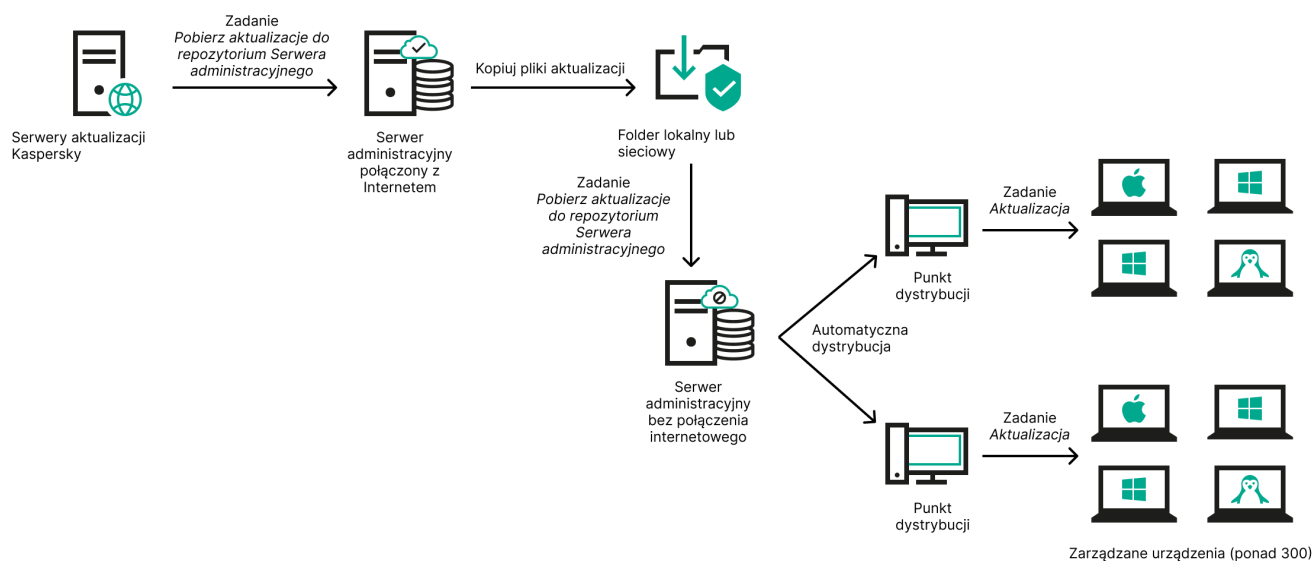 Zadanie
Pobierz aktualizacje do
repozytorium Serwera
administracyjnego
Serwery aktualizacji
Kaspersky
Serwer
administracyjny
połączony z
Internetem
Kopiuj pliki aktualizacji
Folder lokalny lub
sieciowy
Zadanie
Pobierz aktualizacje
do repozytorium
Serwera
administracyjnego
Serwer
administracyjny
bez połączenia
internetowego
Automatyczna
dystrybucja
Punkt
dystrybucji
Zadanie
Aktualizacja
Punkt
dystrybucji
Zadanie
Aktualizacja
Zarządzane urządzenia (ponad 300)